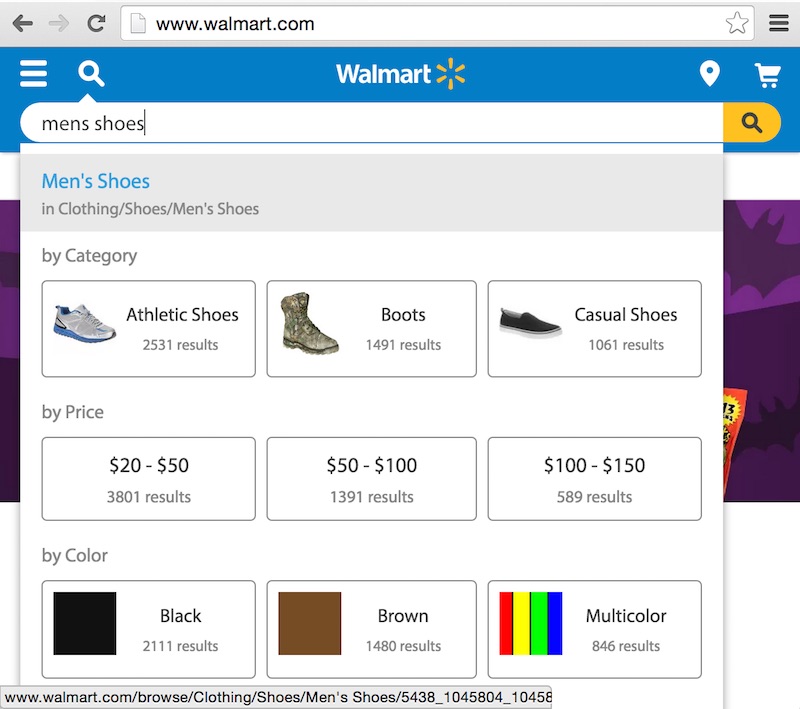 www.walmart.com
Walmart
mens shoes
Men's Shoes
in Clothing/Shoes/Men's Shoes
by Category
Athletic Shoes
2531 results
Boots
1491 results
Casual Shoes
1061 results
by Price
$20 - $50
3801 results
$50 - $100
1391 results
$100 - $150
589 results
by Color
Black
2111 results
Brown
1480 results
Multicolor
846 results
www.walmart.com/browse/Clothing/Shoes/Men's Shoes/5438_1045804_10458